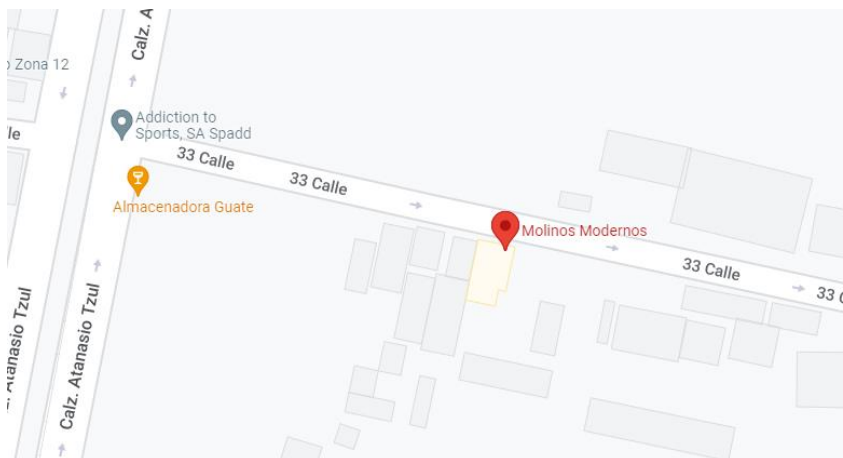 Calz. A
o Zona 12
Addiction to
Sports, SA Spadd
lle
33 Calle
33 Calle
Almacenadora Guate
Molinos Modernos
33 Calle
33 C
Atanasio Tzul
Calz. Atanasio Tzul